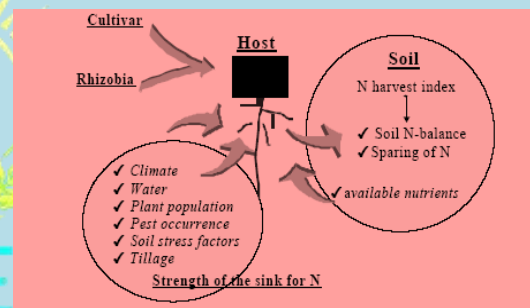 Cultivar
Host
Rhizobia
Soil
N harvest index
✓ Soil N-balance
✓ Sparing of N
✓ available nutrients
✓ Climate
✓ Water
✓ Plant population
✓ Pest occurrence
✓ Soil stress factors
✓ Tillage
Strength of the sink for N